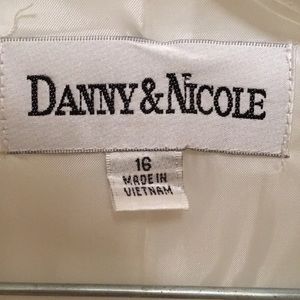 DANNY & NICOLE
16
MADE IN
VIETNAM